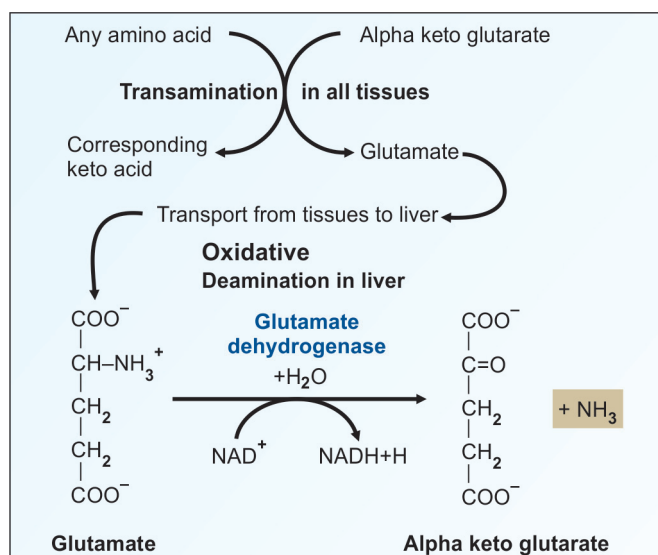 Any amino acid
Alpha keto glutarate
Transamination in all tissues
Corresponding
keto acid
Glutamate
Transport from tissues to liver
Oxidative
Deamination in liver
Glutamate
dehydrogenase
+H₂O
NAD⁺
NADH+H
COO⁻
CH–NH₃⁺
CH₂
CH₂
COO⁻
Glutamate
COO⁻
C=O
CH₂
CH₂
COO⁻
Alpha keto glutarate
+ NH₃